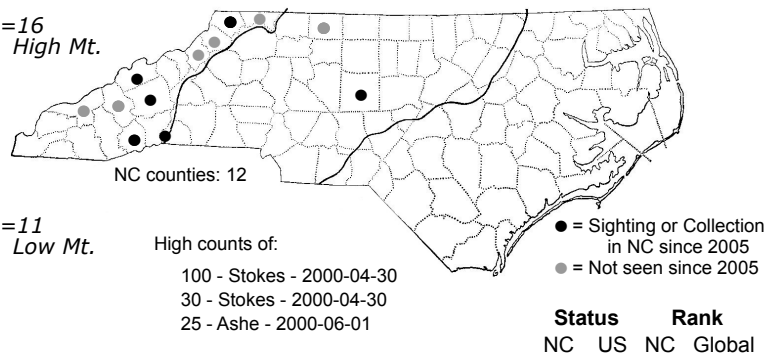 =16
High Mt.
NC counties: 12
=11
Low Mt.
High counts of:
100 - Stokes - 2000-04-30
30 - Stokes - 2000-04-30
25 - Ashe - 2000-06-01
● = Sighting or Collection
in NC since 2005
● = Not seen since 2005
Status Rank
NC US NC Global